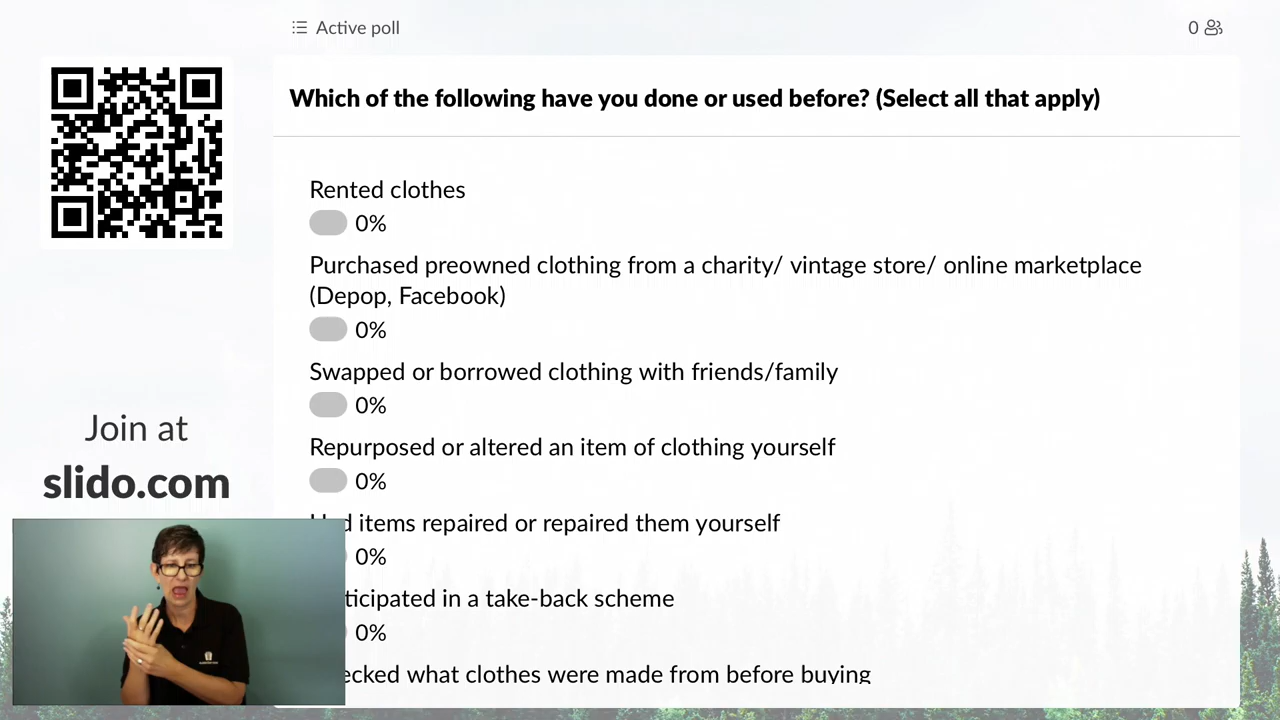 Active poll
0
Which of the following have you done or used before? (Select all that apply)
Rented clothes
0%
Purchased preowned clothing from a charity/ vintage store/ online marketplace
(Depop, Facebook)
0%
Swapped or borrowed clothing with friends/family
0%
Repurposed or altered an item of clothing yourself
0%
items repaired or repaired them yourself
0%
in a take-back scheme
0%
what clothes were made from before buying
Join at
slido.com